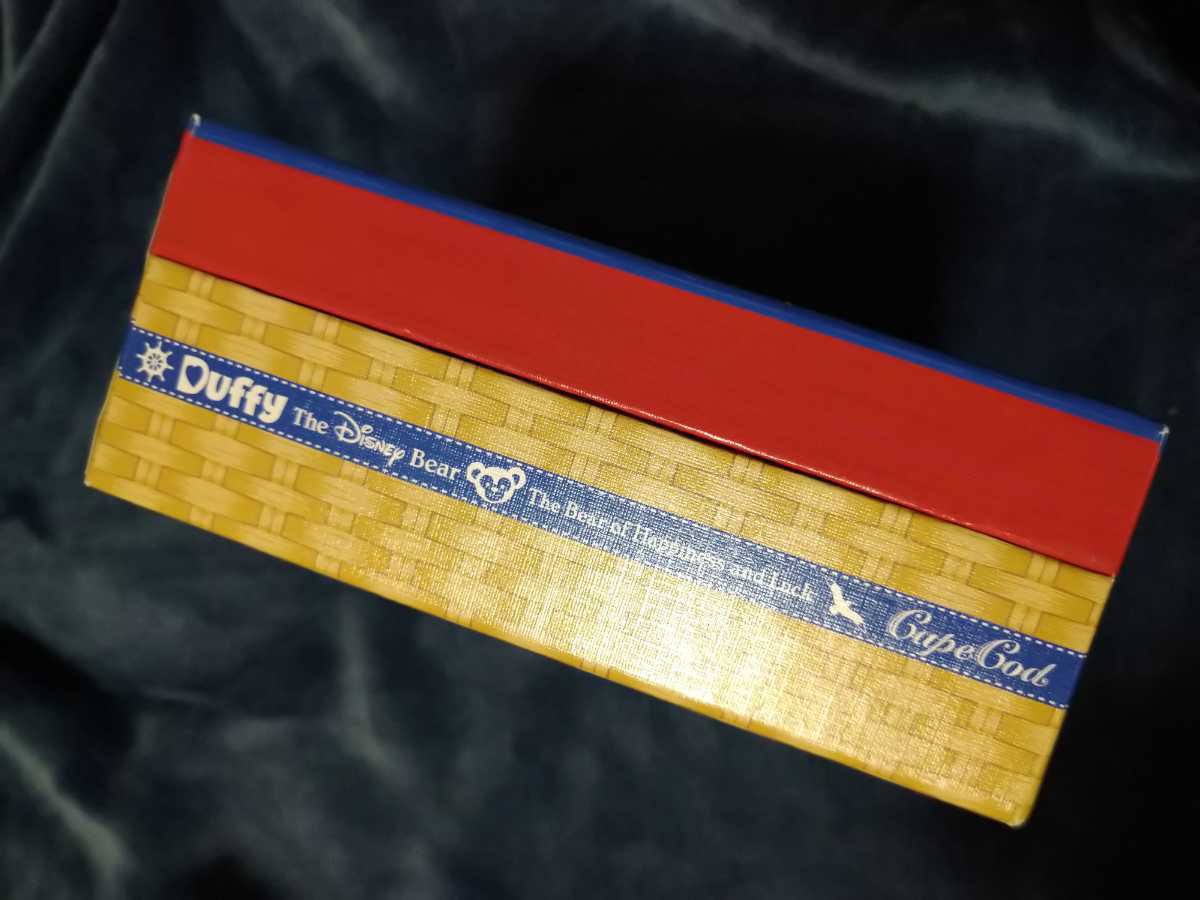 Duffy The Disney Bear The Bear of Happiness and Luck Cape Cod